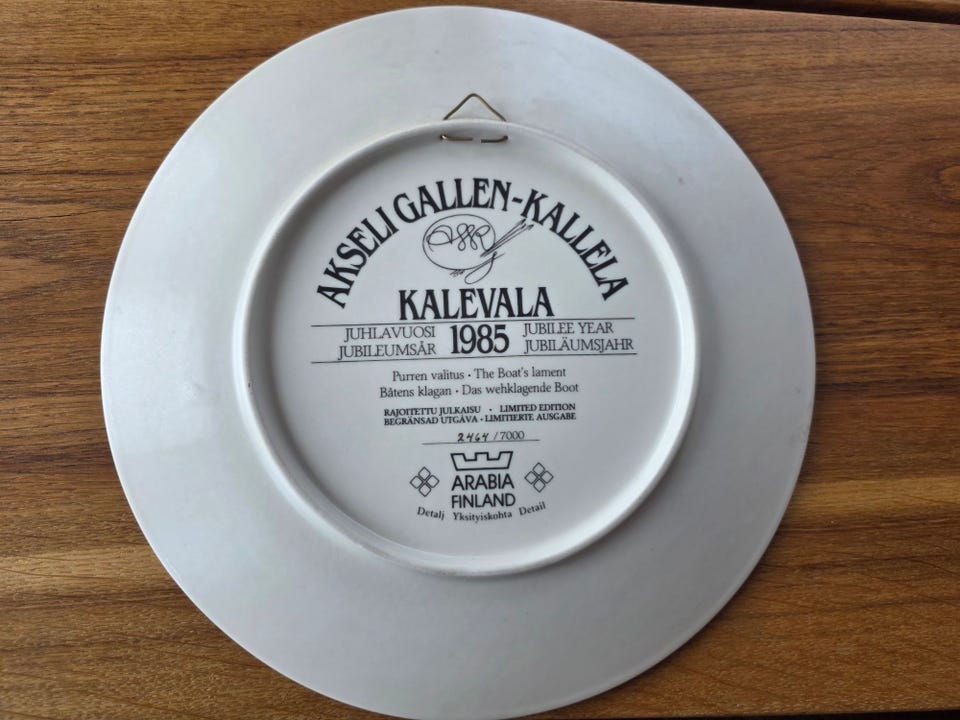 AKSELI GALLEN-KALLELA
KALEVALA
JUHLAVUOSI 1985 JUBILEE YEAR
JUBILEUMSÅR JUBILÄUMSJAHR
Purren valitus · The Boat's lament
Båtens klagan · Das wehklagende Boot
RAJOITETTU JULKAISU · LIMITED EDITION
BEGRÄNSAD UTGÅVA · LIMITIERTE AUSGABE
2464 / 7000
ARABIA
FINLAND
Detalj Yksityiskohta Detail